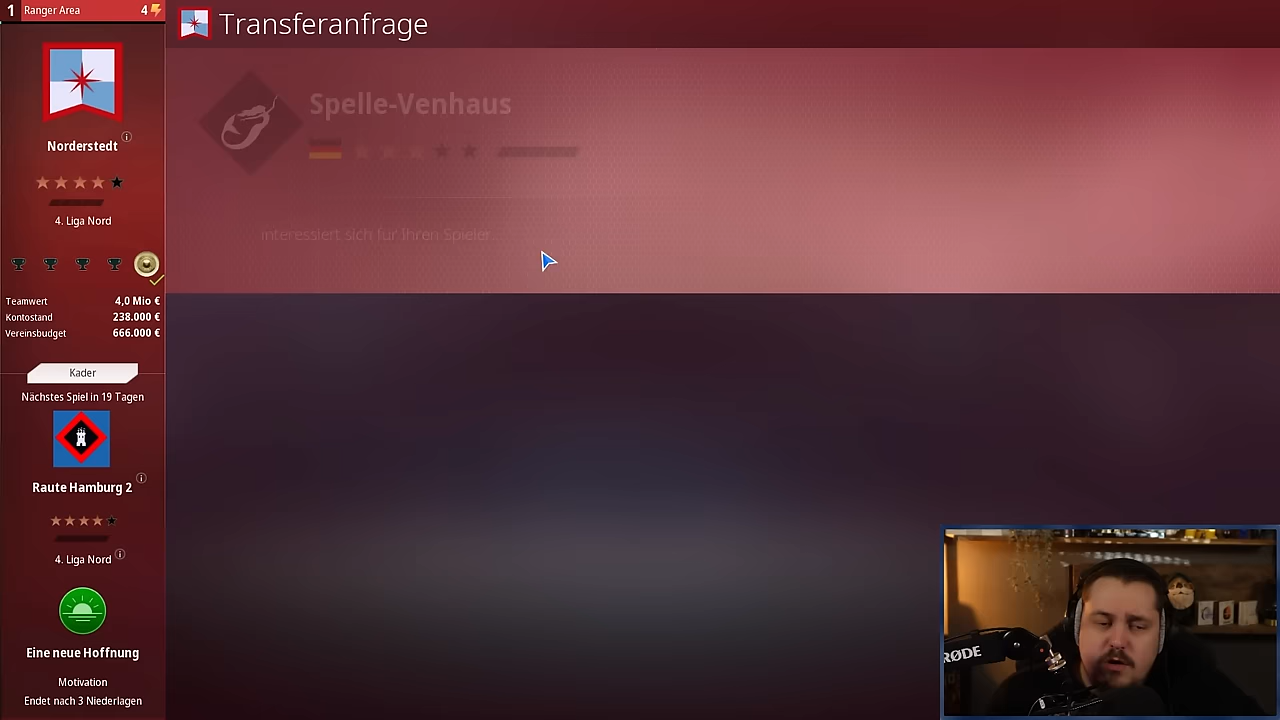 1 Ranger Area 4
Transferanfrage
Spelle-Venhaus
interessiert sich für Ihren Spieler.
Norderstedt
4. Liga Nord
Teamwert 4,0 Mio €
Kontostand 238.000 €
Vereinsbudget 666.000 €
Kader
Nächstes Spiel in 19 Tagen
Raute Hamburg 2
4. Liga Nord
Eine neue Hoffnung
Motivation
Endet nach 3 Niederlagen
RØDE